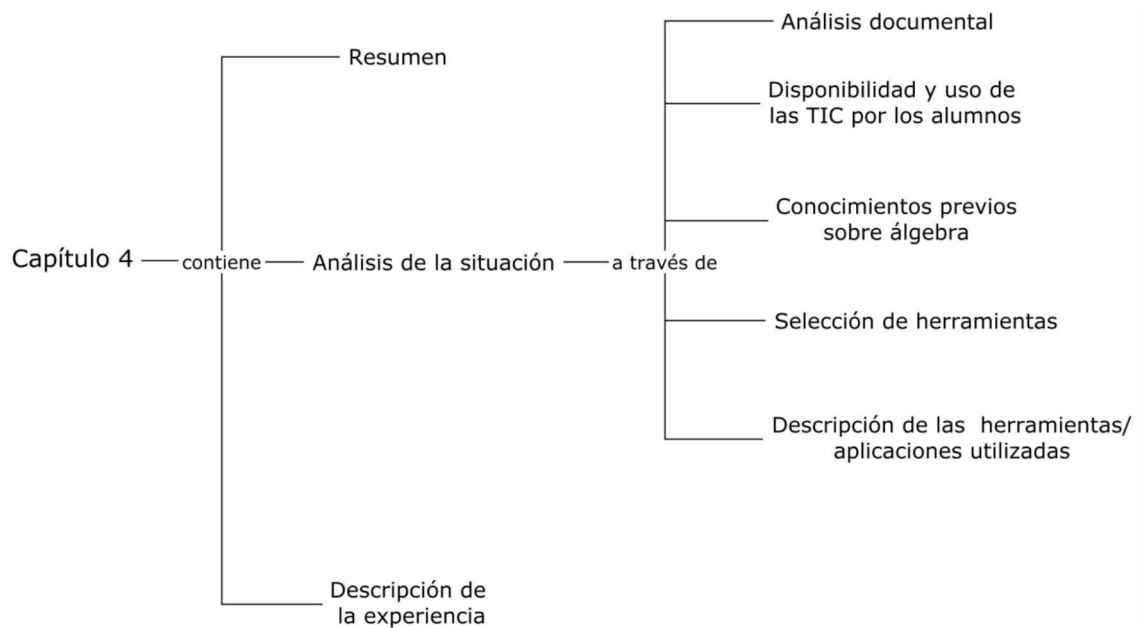 Análisis documental
Resumen
Disponibilidad y uso de
las TIC por los alumnos
Conocimientos previos
sobre álgebra
Capítulo 4
contiene
Análisis de la situación
a través de
Selección de herramientas
Descripción de las herramientas/
aplicaciones utilizadas
Descripción de
la experiencia